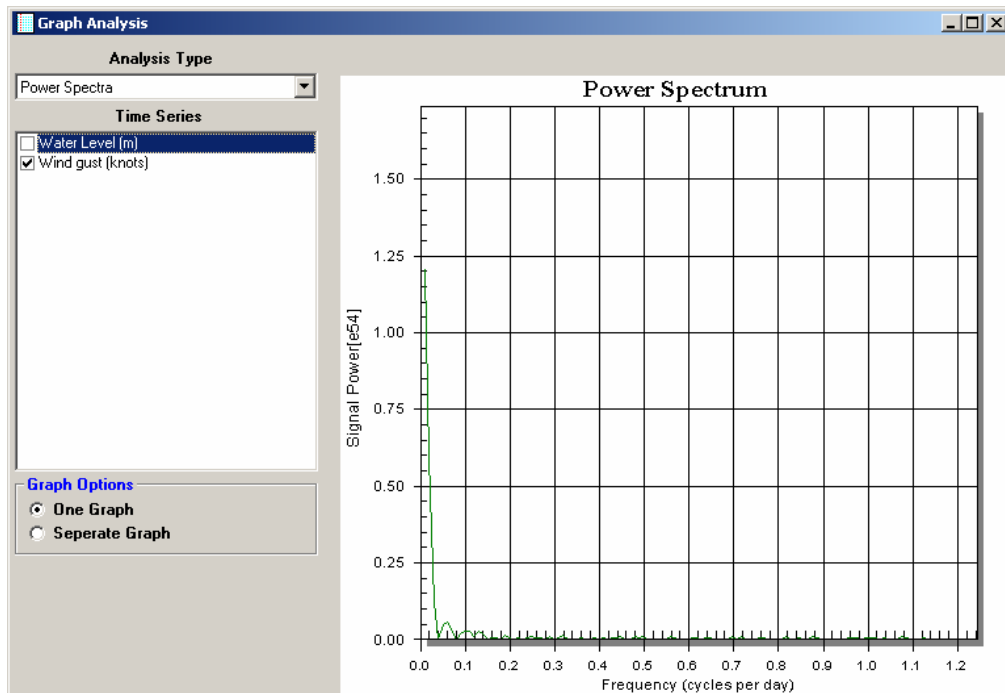 Graph Analysis
Analysis Type
Power Spectra
Time Series
Water Level (m)
Wind gust (knots)
Graph Options
One Graph
Seperate Graph
Power Spectrum
Signal Power[e54]
1.50
1.25
1.00
0.75
0.50
0.25
0.00
0.0 0.1 0.2 0.3 0.4 0.5 0.6 0.7 0.8 0.9 1.0 1.1 1.2
Frequency (cycles per day)